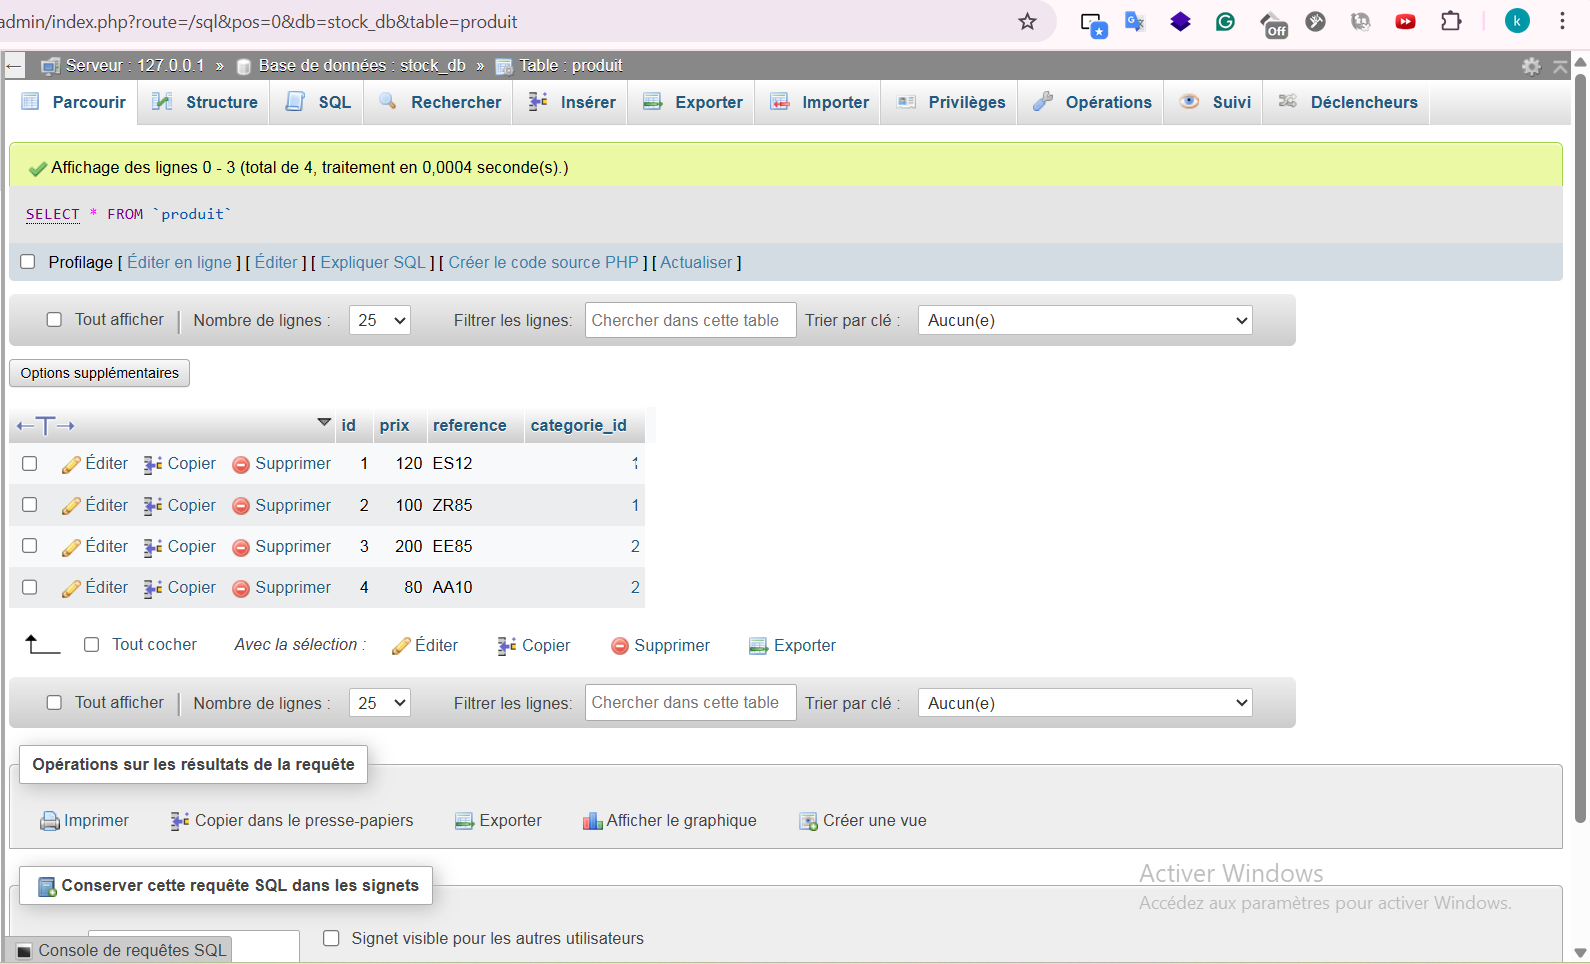 admin/index.php?route=/sql&pos=0&db=stock_db&table=produit
Off
k
Serveur : 127.0.0.1 » Base de données : stock_db » Table : produit
Parcourir Structure SQL Rechercher Insérer Exporter Importer Privilèges Opérations Suivi Déclencheurs
Affichage des lignes 0 - 3 (total de 4, traitement en 0,0004 seconde(s).)
SELECT * FROM `produit`
Profilage [ Éditer en ligne ] [ Éditer ] [ Expliquer SQL ] [ Créer le code source PHP ] [ Actualiser ]
Tout afficher | Nombre de lignes : 25 Filtrer les lignes: Chercher dans cette table Trier par clé : Aucun(e)
Options supplémentaires
←T→ id prix reference categorie_id
Éditer Copier Supprimer 1 120 ES12 1
Éditer Copier Supprimer 2 100 ZR85 1
Éditer Copier Supprimer 3 200 EE85 2
Éditer Copier Supprimer 4 80 AA10 2
Tout cocher Avec la sélection : Éditer Copier Supprimer Exporter
Tout afficher | Nombre de lignes : 25 Filtrer les lignes: Chercher dans cette table Trier par clé : Aucun(e)
Opérations sur les résultats de la requête
Imprimer Copier dans le presse-papiers Exporter Afficher le graphique Créer une vue
Conserver cette requête SQL dans les signets
Activer Windows
Accédez aux paramètres pour activer Windows.
Signet visible pour les autres utilisateurs
Console de requêtes SQL